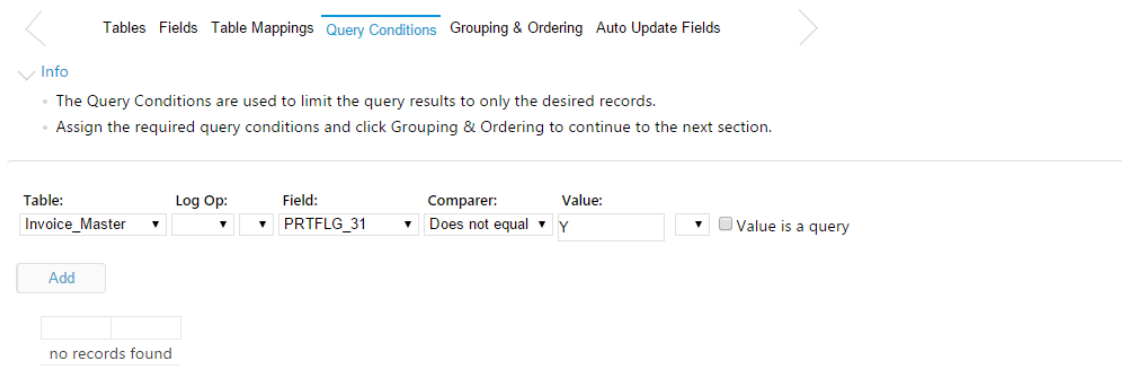 Tables Fields Table Mappings Query Conditions Grouping & Ordering Auto Update Fields
Info
The Query Conditions are used to limit the query results to only the desired records.
Assign the required query conditions and click Grouping & Ordering to continue to the next section.
Table: Log Op: Field: Comparer: Value:
Invoice_Master PRTFLG_31 Does not equal Y Value is a query
Add
no records found